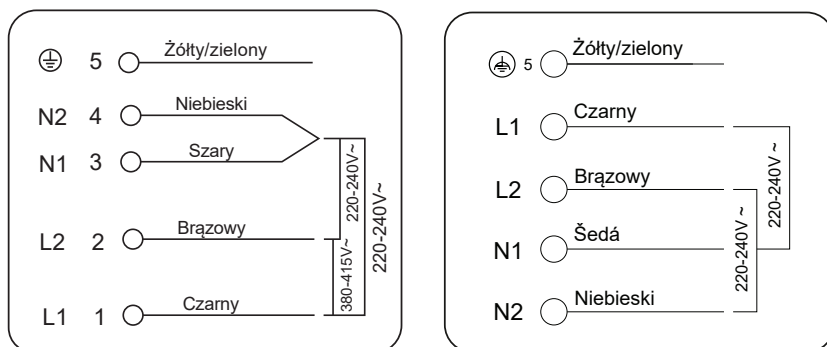 5 Żółty/zielony
N2 4 Niebieski
N1 3 Szary
L2 2 Brązowy
L1 1 Czarny
220-240V~
380-415V~
220-240V~
5 Żółty/zielony
L1 Czarny
L2 Brązowy
N1 Šedá
N2 Niebieski
220-240V~
220-240V~